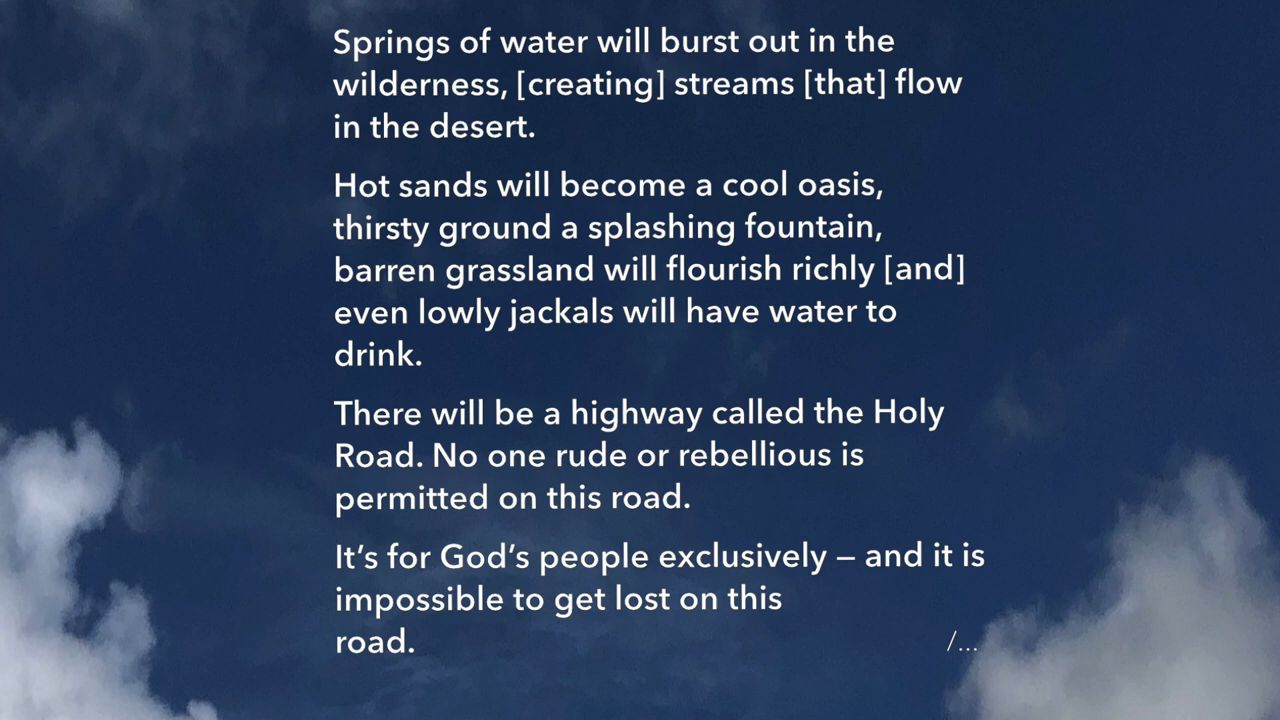 Springs of water will burst out in the
wilderness, [creating] streams [that] flow
in the desert.
Hot sands will become a cool oasis,
thirsty ground a splashing fountain,
barren grassland will flourish richly [and]
even lowly jackals will have water to
drink.
There will be a highway called the Holy
Road. No one rude or rebellious is
permitted on this road.
It’s for God’s people exclusively – and it is
impossible to get lost on this
road.
/...